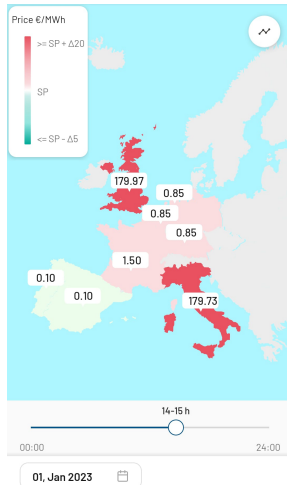 Price €/MWh
>= SP + Δ20
SP
<= SP - Δ5
179.97
0.85
0.85
0.85
1.50
0.10
0.10
179.73
14-15 h
00:00
24:00
01, Jan 2023